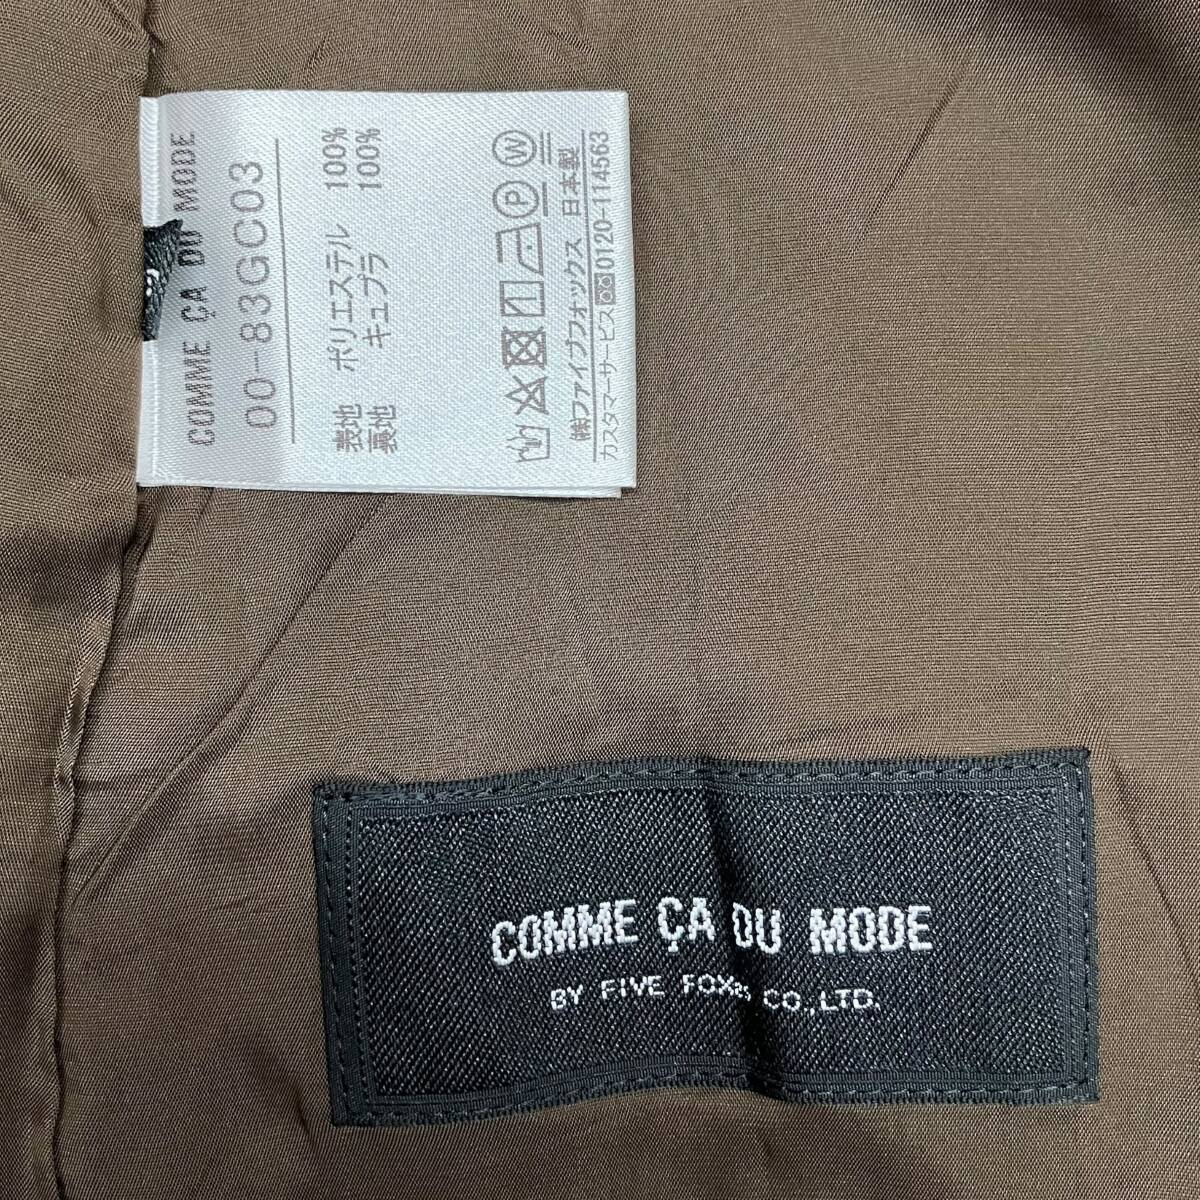 COMME ÇA DU MODE
00-83GC03
表地 ポリエステル 100%
裏地 キュプラ 100%
P W
㈱ファイブフォックス 日本製
カスタマーサービス 0120-114563
COMME ÇA DU MODE
BY FIVE FOXes CO.,LTD.